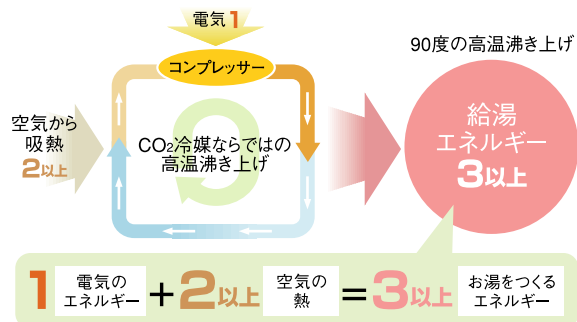 電気1
コンプレッサー
90度の高温沸き上げ
空気から
吸熱
2以上
CO₂冷媒ならではの
高温沸き上げ
給湯
エネルギー
3以上
1 電気の
エネルギー + 2以上 空気の
熱 = 3以上 お湯をつくる
エネルギー